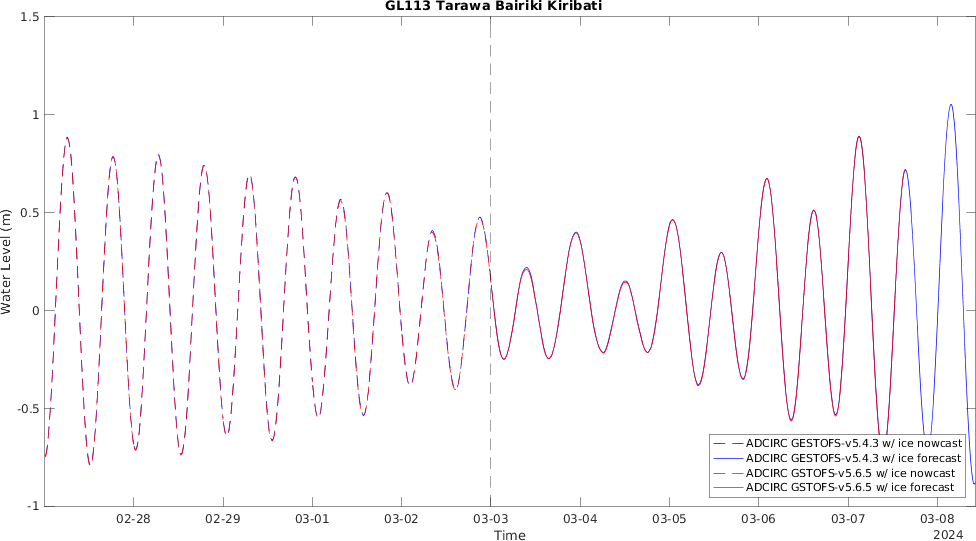 GL113 Tarawa Bairiki Kiribati
1.5
1
0.5
0
-0.5
-1
Water Level (m)
02-28
02-29
03-01
03-02
03-03
03-04
03-05
03-06
03-07
03-08
Time
2024
ADCIRC GESTOFS-v5.4.3 w/ ice nowcast
ADCIRC GESTOFS-v5.4.3 w/ ice forecast
ADCIRC GSTOFS-v5.6.5 w/ ice nowcast
ADCIRC GSTOFS-v5.6.5 w/ ice forecast